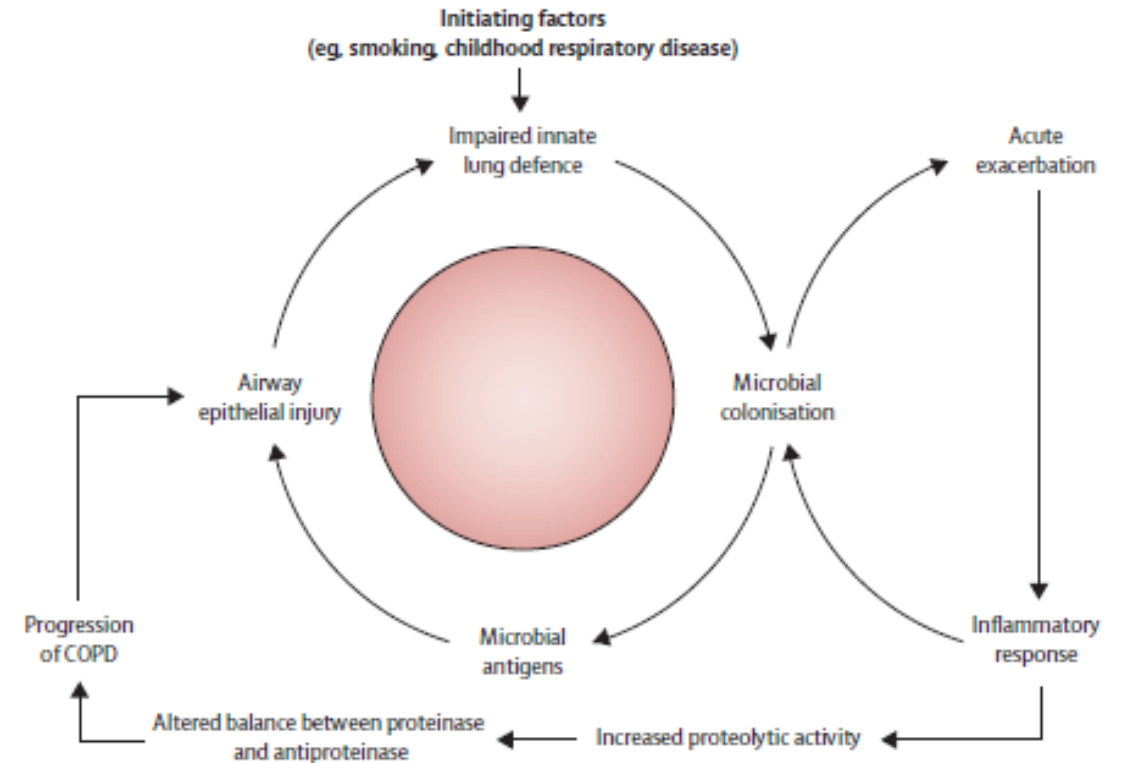 Initiating factors
(eg, smoking, childhood respiratory disease)
Impaired innate
lung defence
Acute
exacerbation
Airway
epithelial injury
Microbial
colonisation
Progression
of COPD
Microbial
antigens
Inflammatory
response
Altered balance between proteinase
and antiproteinase
Increased proteolytic activity